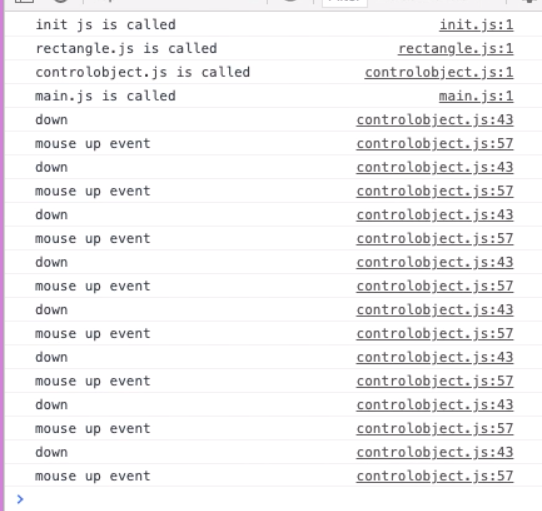 init js is called init.js:1
rectangle.js is called rectangle.js:1
controlobject.js is called controlobject.js:1
main.js is called main.js:1
down controlobject.js:43
mouse up event controlobject.js:57
down controlobject.js:43
mouse up event controlobject.js:57
down controlobject.js:43
mouse up event controlobject.js:57
down controlobject.js:43
mouse up event controlobject.js:57
down controlobject.js:43
mouse up event controlobject.js:57
down controlobject.js:43
mouse up event controlobject.js:57
down controlobject.js:43
mouse up event controlobject.js:57
down controlobject.js:43
mouse up event controlobject.js:57
>